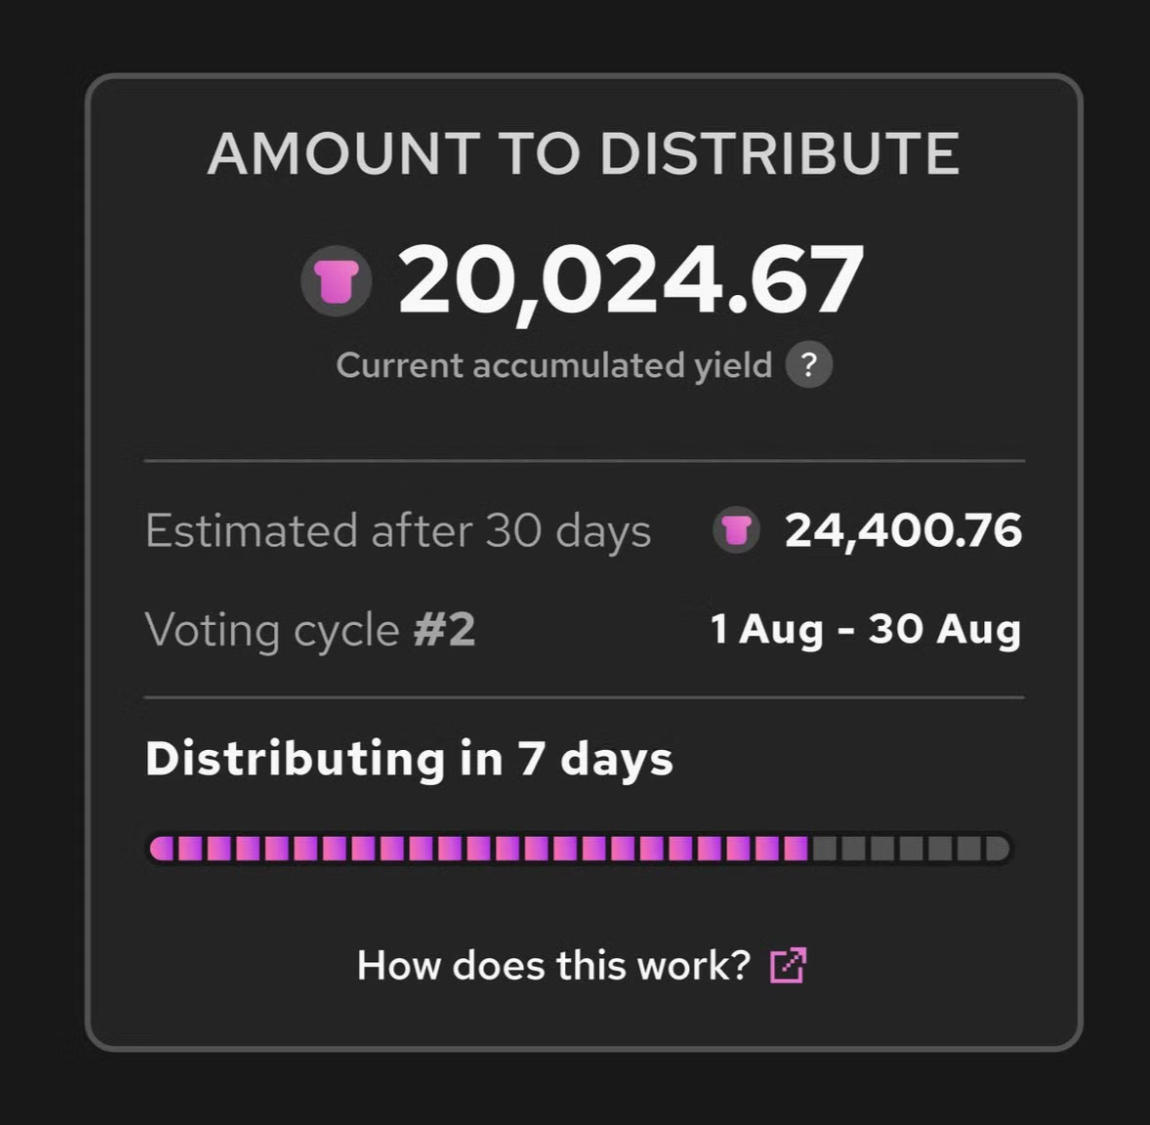 AMOUNT TO DISTRIBUTE
20,024.67
Current accumulated yield ?
Estimated after 30 days 24,400.76
Voting cycle #2 1 Aug - 30 Aug
Distributing in 7 days
How does this work?